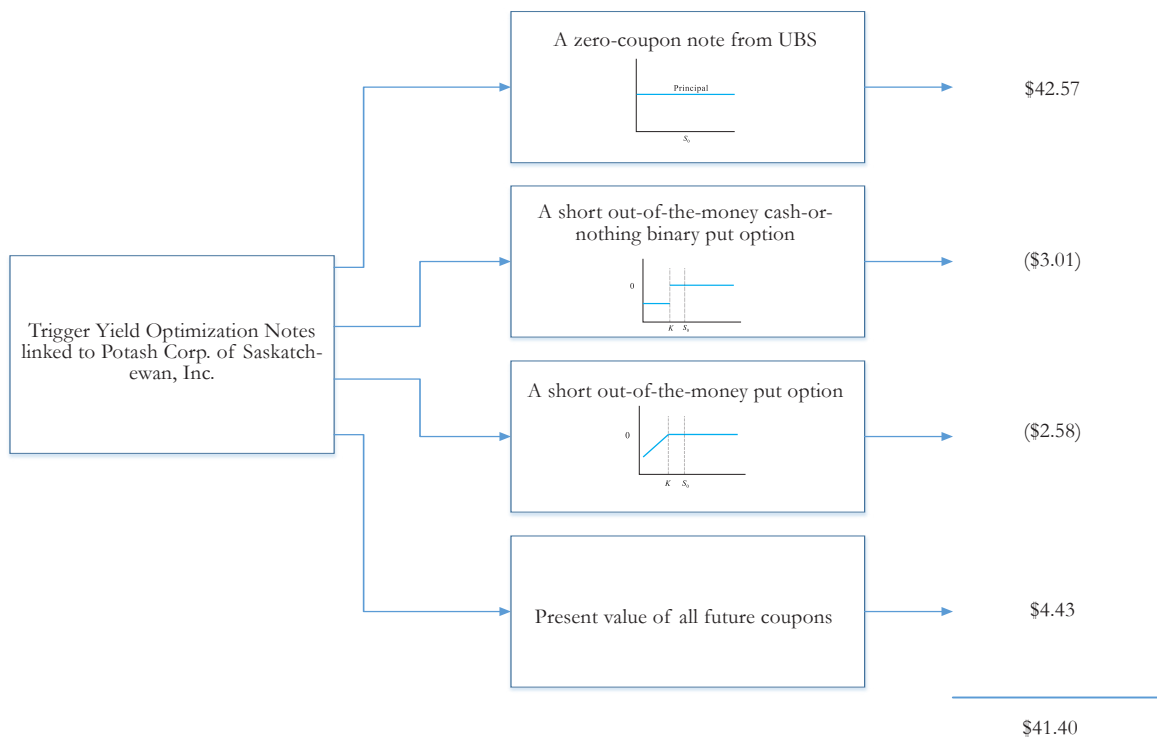 A zero-coupon note from UBS
Principal
S₀
$42.57
A short out-of-the-money cash-or-
nothing binary put option
0
K
S₀
($3.01)
Trigger Yield Optimization Notes
linked to Potash Corp. of Saskatch-
ewan, Inc.
A short out-of-the-money put option
0
K
S₀
($2.58)
Present value of all future coupons
$4.43
$41.40